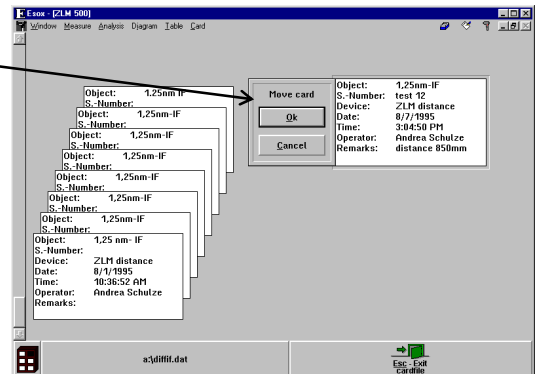 Esox - [ZLM 500]
Window Measure Analysis Diagram Table Card
Object: 1.25nm IF
S.-Number:
Object: 1,25nm-IF
S.-Number:
Object: 1,25nm-IF
S.-Number:
Object: 1,25nm-IF
S.-Number:
Object: 1,25nm-IF
S.-Number:
Object: 1,25nm-IF
S.-Number:
Object: 1,25nm-IF
S.-Number:
Object: 1,25 nm- IF
S.-Number:
Device: ZLM distance
Date: 8/1/1995
Time: 10:36:52 AM
Operator: Andrea Schulze
Remarks:
Move card
Ok
Cancel
Object: 1,25nm-IF
S.-Number: test 12
Device: ZLM distance
Date: 8/7/1995
Time: 3:04:50 PM
Operator: Andrea Schulze
Remarks: distance 850mm
a:\diffif.dat
Esc - Exit
cardfile